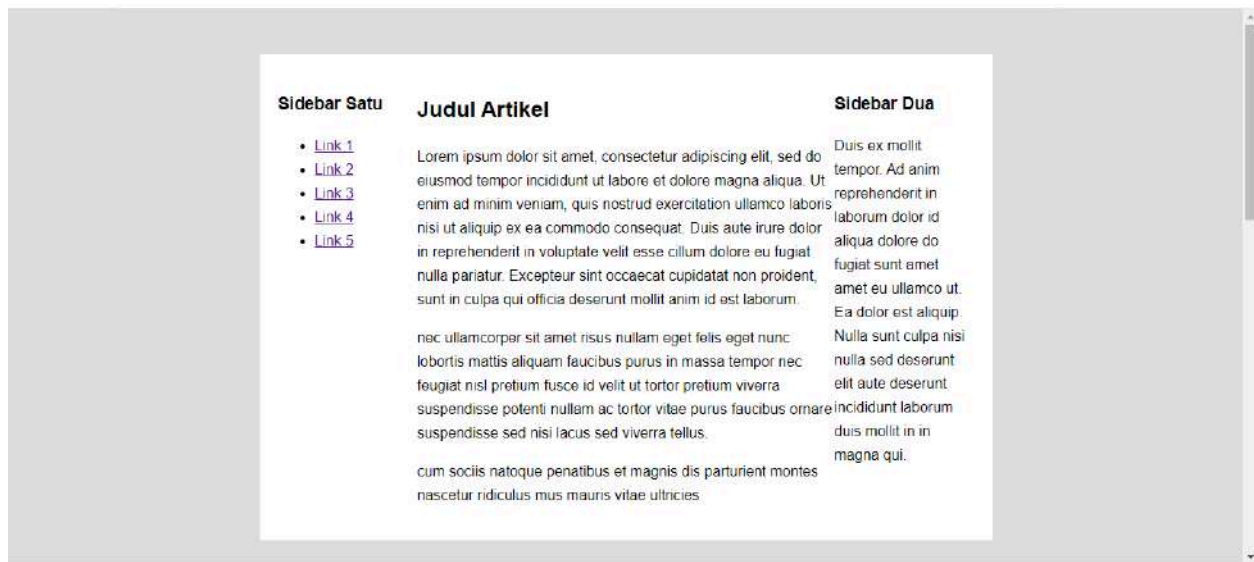 Sidebar Satu
Link 1
Link 2
Link 3
Link 4
Link 5
Judul Artikel
Lorem ipsum dolor sit amet, consectetur adipiscing elit, sed do
eiusmod tempor incididunt ut labore et dolore magna aliqua. Ut
enim ad minim veniam, quis nostrud exercitation ullamco laboris
nisi ut aliquip ex ea commodo consequat. Duis aute irure dolor
in reprehenderit in voluptate velit esse cillum dolore eu fugiat
nulla pariatur. Excepteur sint occaecat cupidatat non proident,
sunt in culpa qui officia deserunt mollit anim id est laborum.
nec ullamcorper sit amet risus nullam eget felis eget nunc
lobortis mattis aliquam faucibus purus in massa tempor nec
feugiat nisl pretium fusce id velit ut tortor pretium viverra
suspendisse potenti nullam ac tortor vitae purus faucibus ornare
suspendisse sed nisi lacus sed viverra tellus.
cum sociis natoque penatibus et magnis dis parturient montes
nascetur ridiculus mus mauris vitae ultricies
Sidebar Dua
Duis ex mollit
tempor. Ad anim
reprehenderit in
laborum dolor id
aliqua dolore do
fugiat sunt amet
amet eu ullamco ut.
Ea dolor est aliquip.
Nulla sunt culpa nisi
nulla sed deserunt
elit aute deserunt
incididunt laborum
duis mollit in in
magna qui.